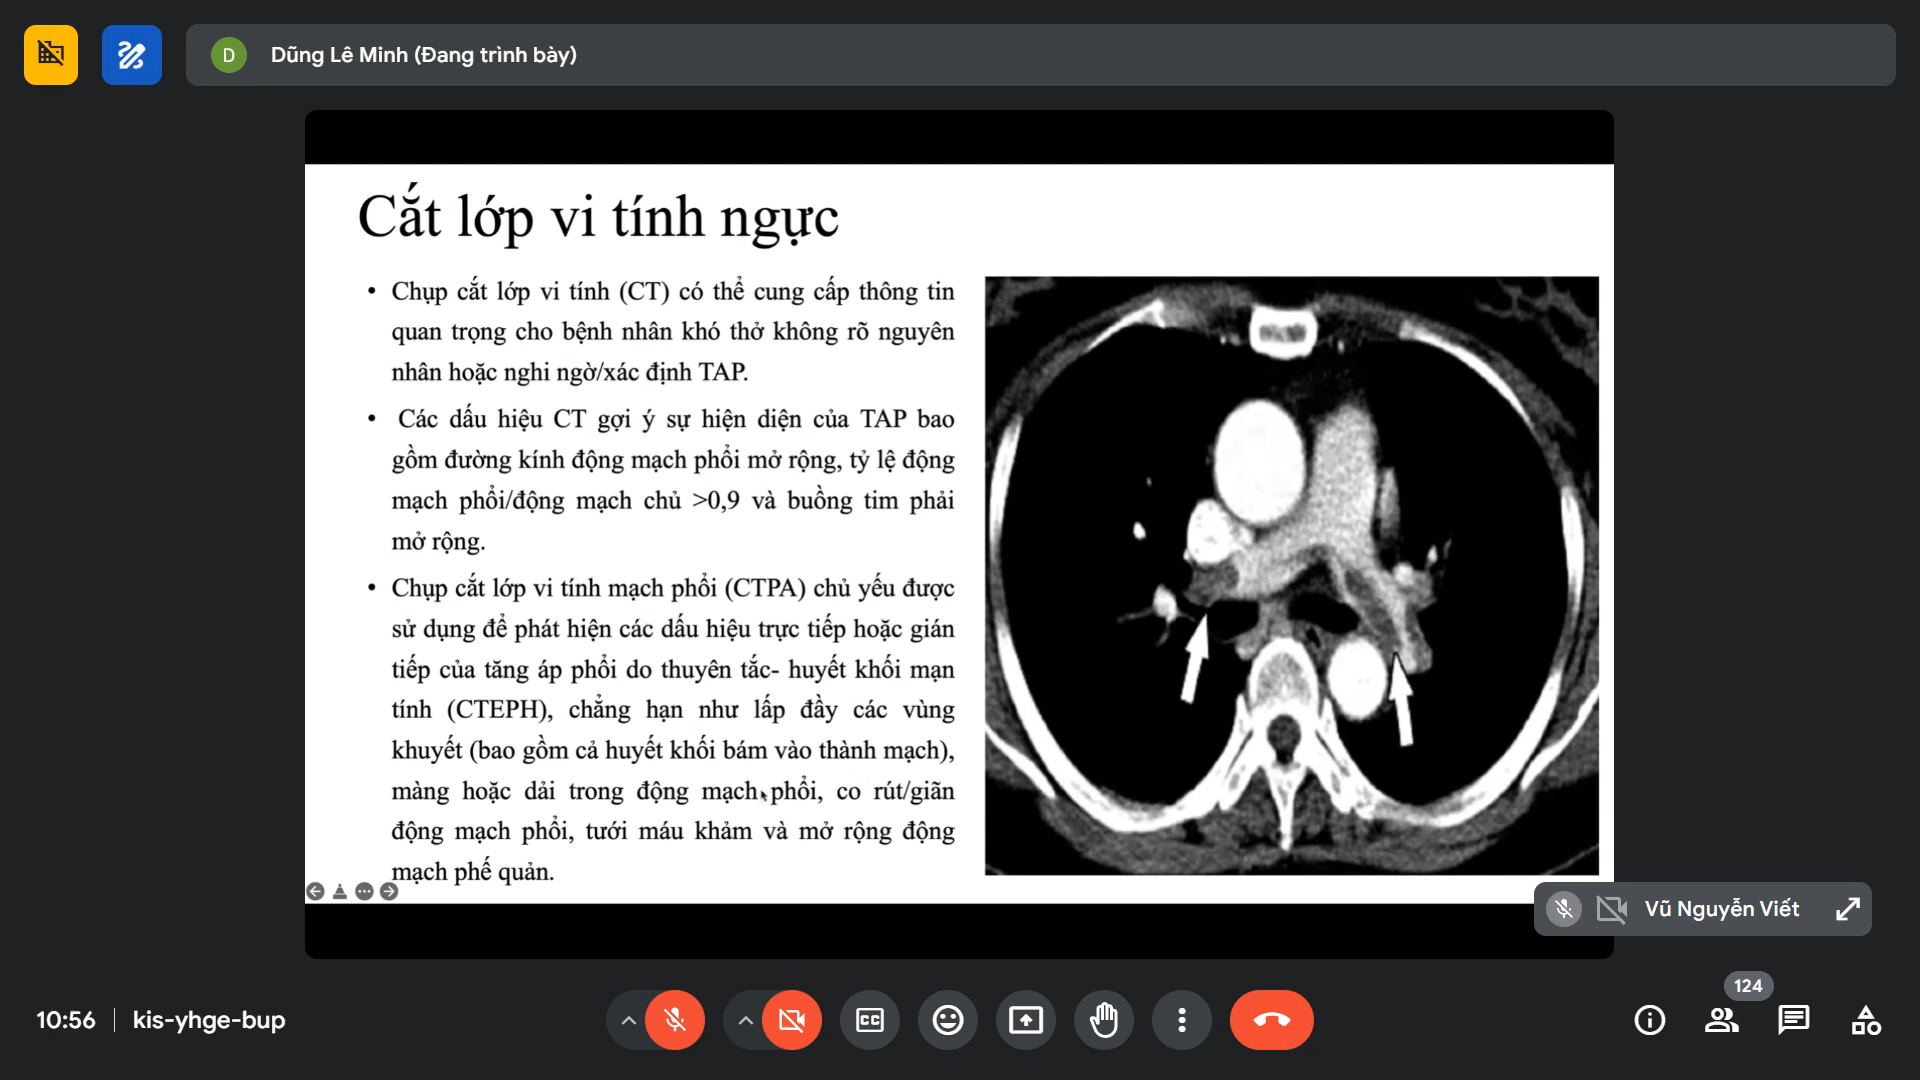 D
Dũng Lê Minh (Đang trình bày)
Cắt lớp vi tính ngực
• Chụp cắt lớp vi tính (CT) có thể cung cấp thông tin
quan trọng cho bệnh nhân khó thở không rõ nguyên
nhân hoặc nghi ngờ/xác định TAP.
• Các dấu hiệu CT gợi ý sự hiện diện của TAP bao
gồm đường kính động mạch phổi mở rộng, tỷ lệ động
mạch phổi/động mạch chủ >0,9 và buồng tim phải
mở rộng.
• Chụp cắt lớp vi tính mạch phổi (CTPA) chủ yếu được
sử dụng để phát hiện các dấu hiệu trực tiếp hoặc gián
tiếp của tăng áp phổi do thuyên tắc- huyết khối mạn
tính (CTEPH), chẳng hạn như lấp đầy các vùng
khuyết (bao gồm cả huyết khối bám vào thành mạch),
màng hoặc dải trong động mạch phổi, co rút/giãn
động mạch phổi, tưới máu khảm và mở rộng động
mạch phế quản.
Vũ Nguyễn Viết
124
10:56
kis-yhge-bup
CC